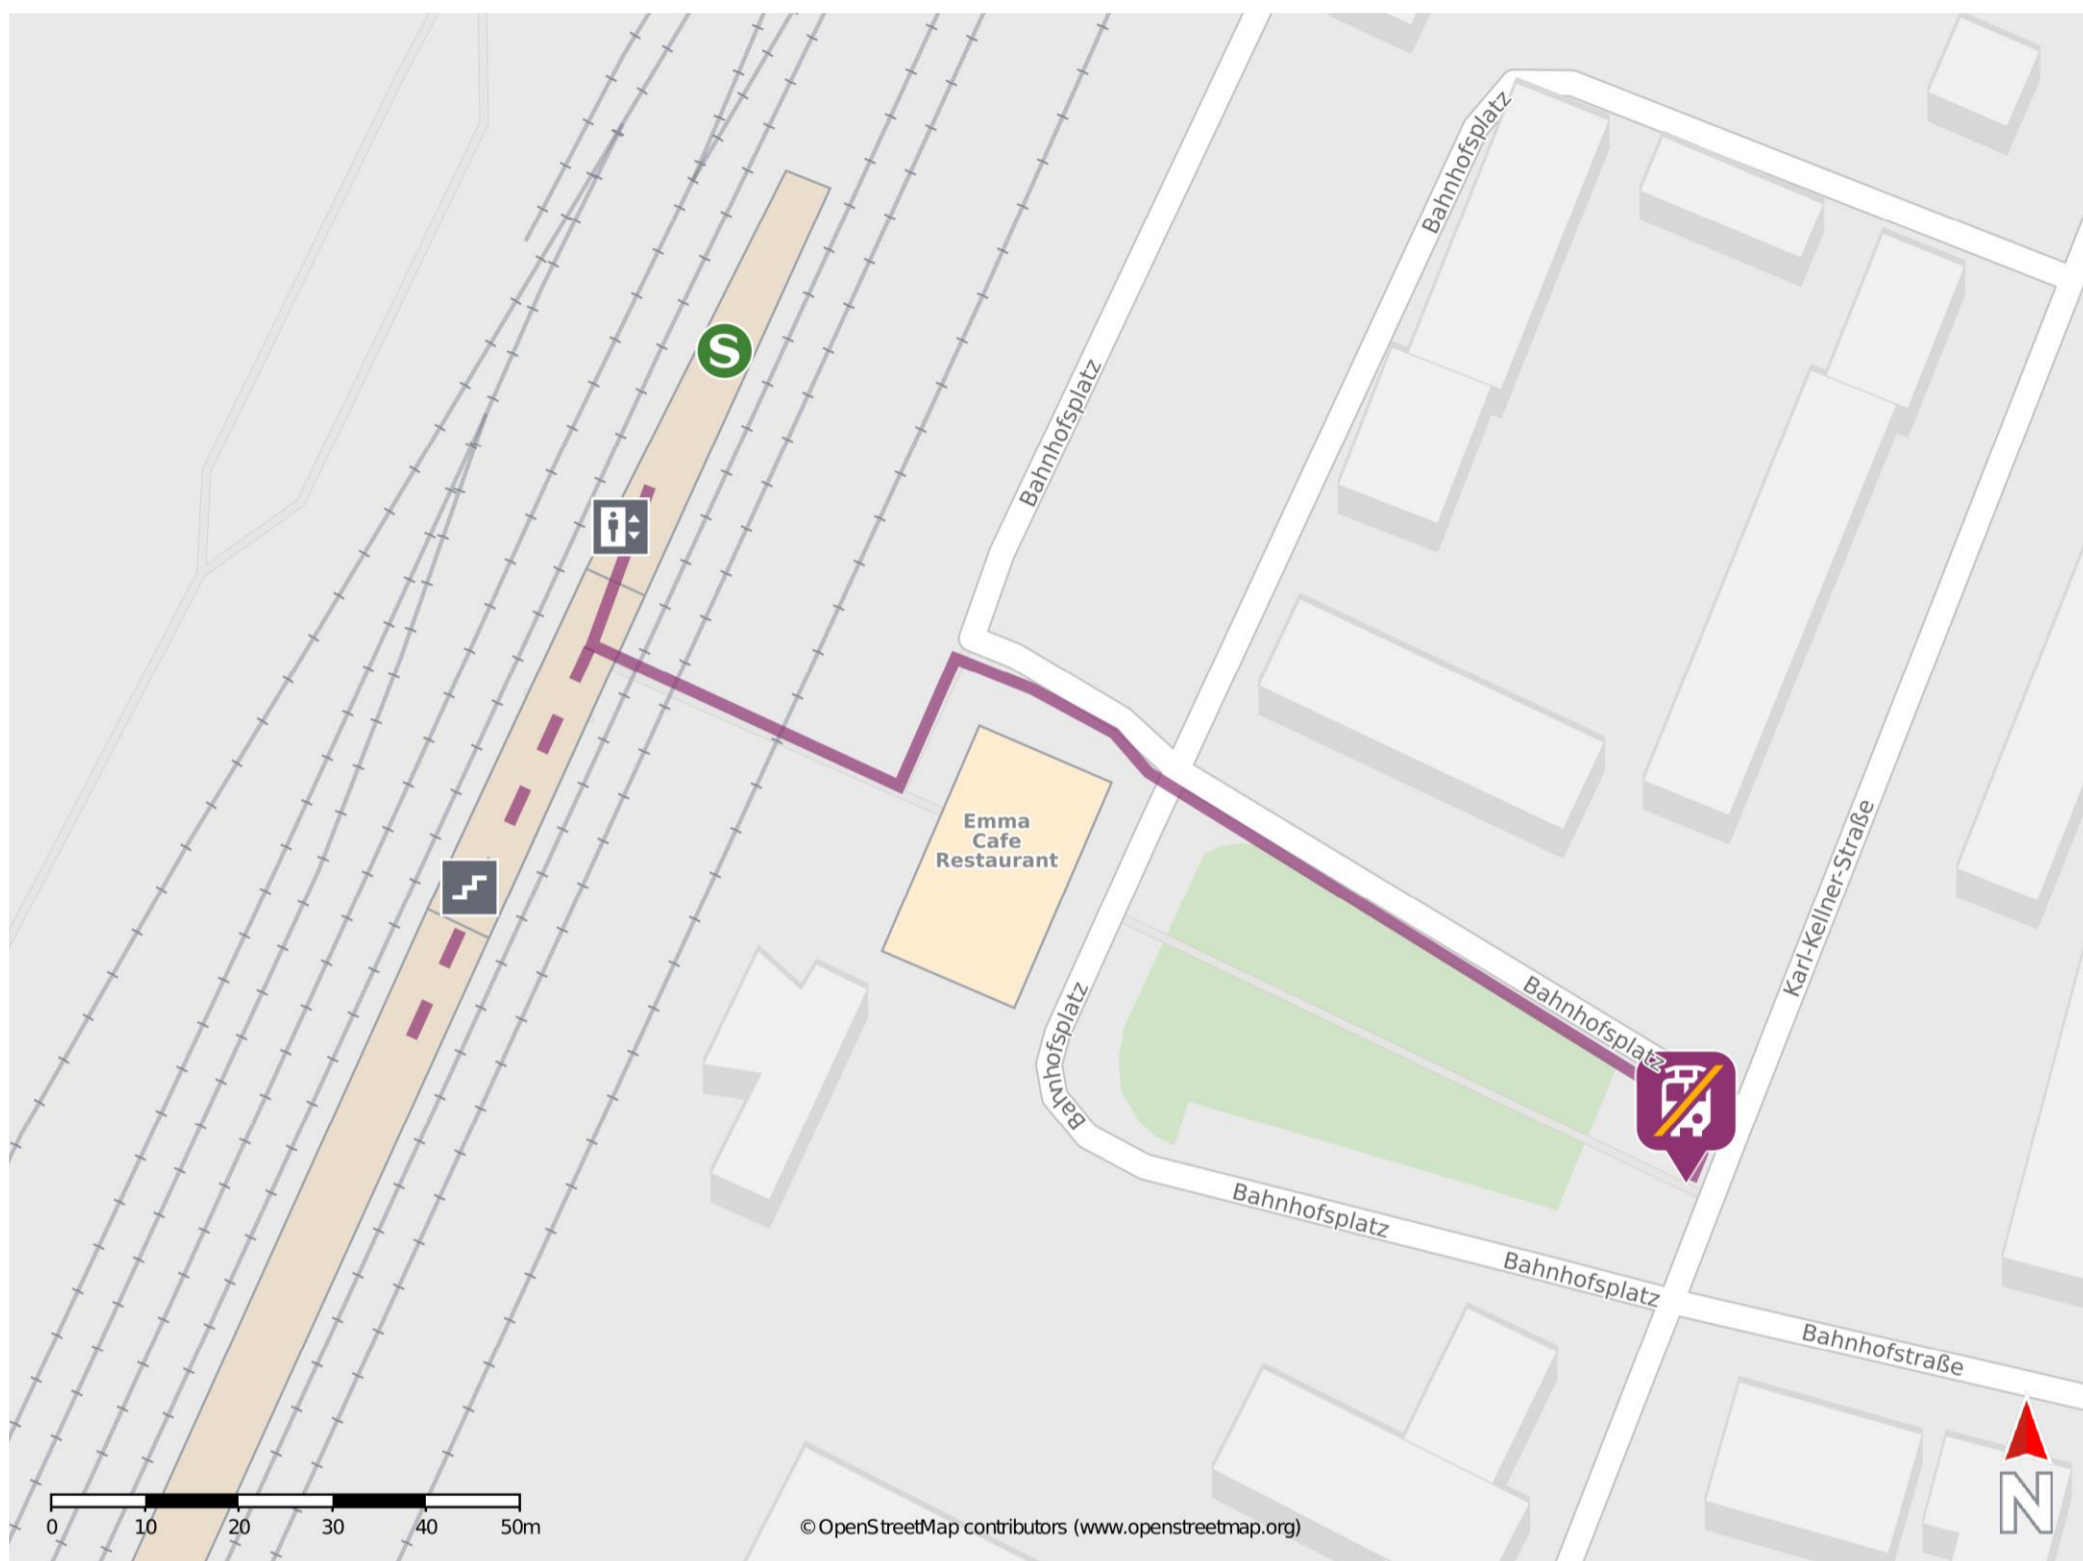 Bahnhofsplatz
S
Bahnhofsplatz
Emma
Cafe
Restaurant
Karl-Kellner-Straße
Bahnhofsplatz
Bahnhofsplatz
Bahnhofsplatz
Bahnhofsplatz
Bahnhofstraße
N
0 10 20 30 40 50m
© OpenStreetMap contributors (www.openstreetmap.org)